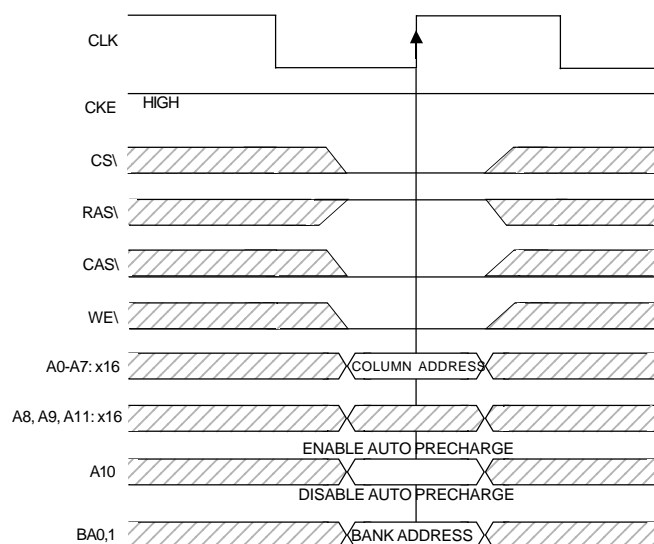 CLK
CKE HIGH
CS\
RAS\
CAS\
WE\
A0-A7: x16 COLUMN ADDRESS
A8, A9, A11: x16
ENABLE AUTO PRECHARGE
A10
DISABLE AUTO PRECHARGE
BA0,1 BANK ADDRESS